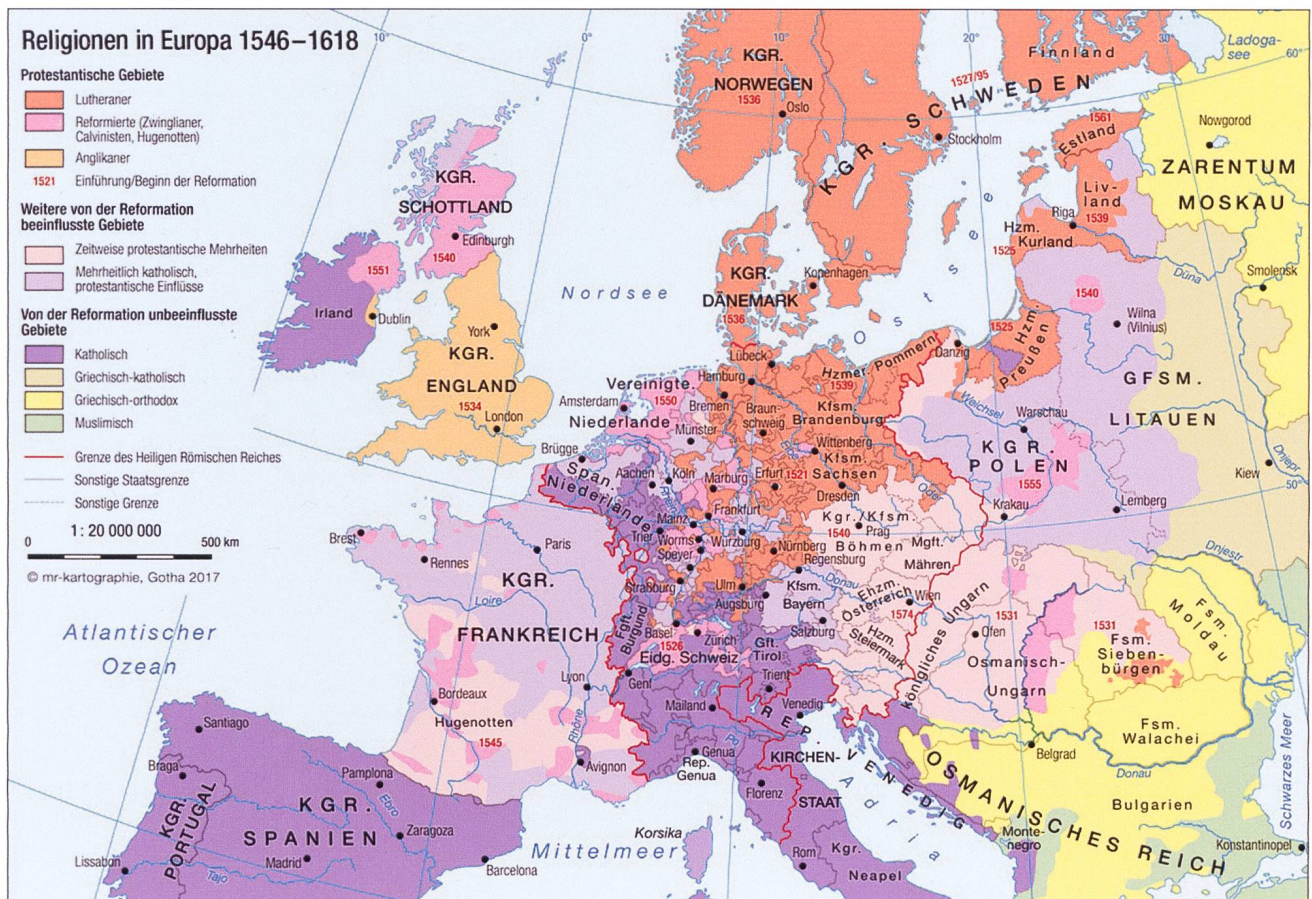 Religionen in Europa 1546–1618
Protestantische Gebiete
Lutheraner
Reformierte (Zwinglianer,
Calvinisten, Hugenotten)
Anglikaner
1521 Einführung/Beginn der Reformation
Weitere von der Reformation
beeinflusste Gebiete
Zeitweise protestantische Mehrheiten
Mehrheitlich katholisch,
protestantische Einflüsse
Von der Reformation unbeeinflusste
Gebiete
Katholisch
Griechisch-katholisch
Griechisch-orthodox
Muslimisch
Grenze des Heiligen Römischen Reiches
Sonstige Staatsgrenze
Sonstige Grenze
1 : 20 000 000
0 500 km
© mr-kartographie, Gotha 2017
10°
0°
10°
20°
30°
60°
50°
Ladoga-
see
Finnland
KGR.
NORWEGEN
1536
Oslo
KGR. SCHWEDEN
1527/95
Stockholm
1561
Estland
Nowgorod
ZARENTUM
MOSKAU
Liv-
land
1539
Riga
Hzm.
Kurland
1525
Düna
Smolensk
KGR.
SCHOTTLAND
Edinburgh
1540
1551
Irland
Dublin
York
KGR.
ENGLAND
1534
London
Nordsee
Ostsee
KGR.
DÄNEMARK
1536
Kopenhagen
1540
Wilna
(Vilnius)
1525
Hzm.
Preußen
Danzig
Lübeck
Hzmer. Pommern
1539
Hamburg
Bremen
Vereinigte.
1550
Niederlande
Amsterdam
Münster
Braun-
schweig
Kfsm.
Brandenburg
Wittenberg
Elbe
Kfsm.
Sachsen
Weichsel
Warschau
GFSM.
LITAUEN
KGR.
POLEN
1555
Dnjepr
Kiew
Brügge
Span.
Niederlande
Aachen
Köln
Rhein
Marburg
Erfurt
1521
Dresden
Oder
Krakau
Lemberg
Frankfurt
Mainz
Trier
Worms
Würzburg
Speyer
Nürnberg
Regensburg
Kgr./Kfsm.
1540
Prag
Böhmen
Mgft.
Mähren
Dnjestr
Brest
Rennes
Paris
KGR.
FRANKREICH
Loire
Straßburg
Ulm
Augsburg
Kfsm.
Bayern
Donau
Ehzm.
Österreich
Wien
1574
Salzburg
Hzm.
Steiermark
königliches Ungarn
1531
Ofen
Osmanisch-
Ungarn
1531
Fsm.
Sieben-
bürgen
Fsm.
Moldau
Fgft.
Burgund
Basel
1526
Zürich
Eidg. Schweiz
Gft.
Tirol
Genf
Trient
Atlantischer
Ozean
Lyon
Bordeaux
Hugenotten
1545
Rhône
Avignon
Mailand
Po
Venedig
REP. VENEDIG
Genua
Rep.
Genua
KIRCHEN-
STAAT
Florenz
Adria
Fsm.
Walachei
Belgrad
Donau
Bulgarien
OSMANISCHES REICH
Schwarzes Meer
Konstantinopel
Monte-
negro
Santiago
Braga
KGR.
PORTUGAL
Lissabon
Tajo
Pamplona
KGR.
SPANIEN
Ebro
Zaragoza
Madrid
Barcelona
Korsika
Mittelmeer
Rom
Kgr.
Neapel